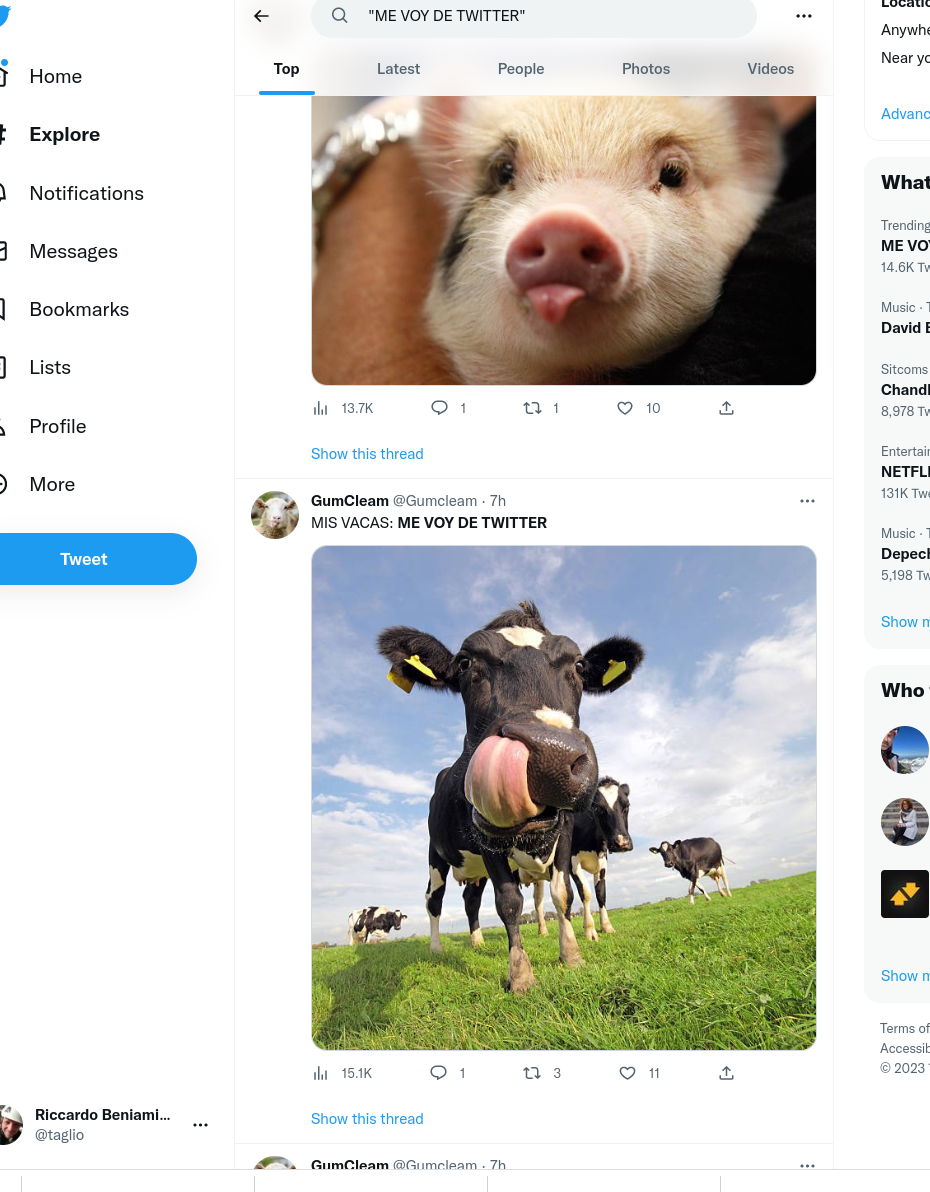 "ME VOY DE TWITTER"
Top Latest People Photos Videos
Home
Explore
Notifications
Messages
Bookmarks
Lists
Profile
More
Tweet
Riccardo Beniami...
@taglio
13.7K 1 1 10
Show this thread
GumCleam @Gumcleam · 7h
MIS VACAS: ME VOY DE TWITTER
15.1K 1 3 11
Show this thread
GumCleam @Gumcleam · 7h
Anywhe
Near yo
Advanc
What
Trending
ME VOY
14.6K Tw
Music · T
David
Sitcoms
Chandl
8,978 Tw
Entertain
NETFLI
131K Twe
Music · T
Depech
5,198 Tw
Show m
Who
Show m
Terms of
Accessib
© 2023